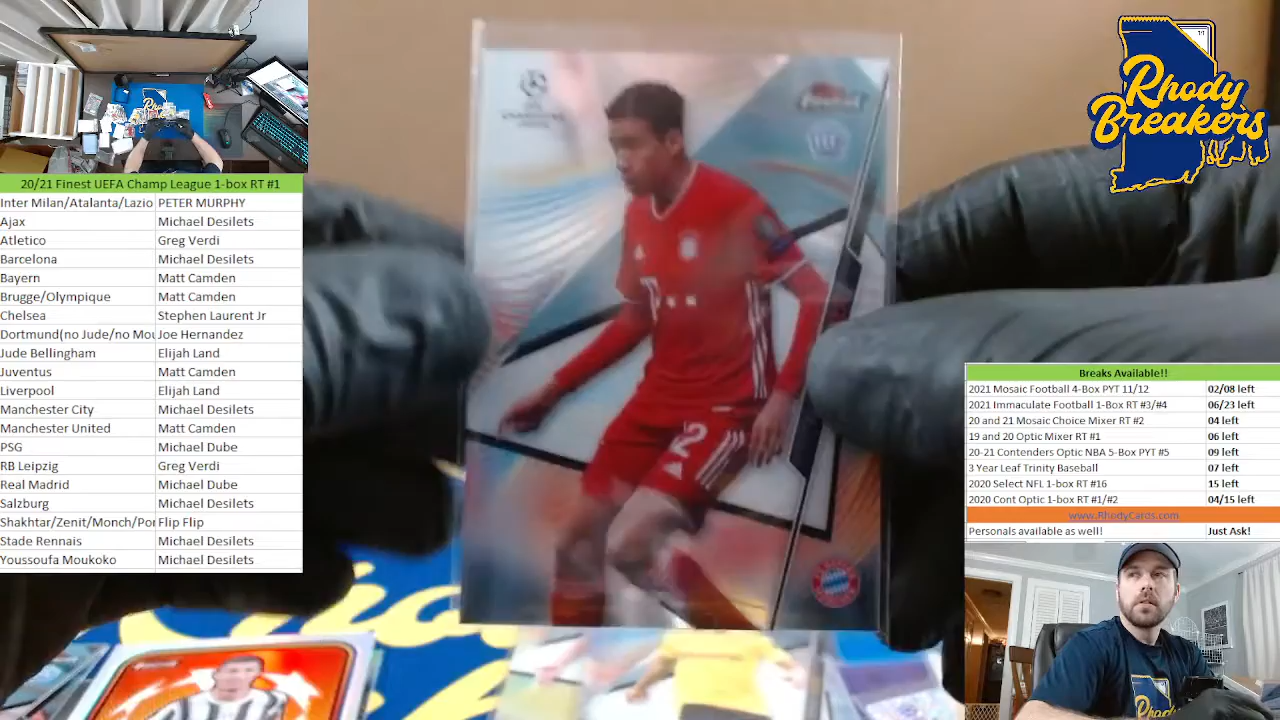 20/21 Finest UEFA Champ League 1-box RT #1
Inter Milan/Atalanta/Lazio PETER MURPHY
Ajax Michael Desilets
Atletico Greg Verdi
Barcelona Michael Desilets
Bayern Matt Camden
Brugge/Olympique Matt Camden
Chelsea Stephen Laurent Jr
Dortmund(no Jude/no Mou Joe Hernandez
Jude Bellingham Elijah Land
Juventus Matt Camden
Liverpool Elijah Land
Manchester City Michael Desilets
Manchester United Matt Camden
PSG Michael Dube
RB Leipzig Greg Verdi
Real Madrid Michael Dube
Salzburg Michael Desilets
Shakhtar/Zenit/Monch/Por Flip Flip
Stade Rennais Michael Desilets
Youssoufa Moukoko Michael Desilets
12
Rhody
Breakers
Breaks Available!!
2021 Mosaic Football 4-Box PYT 11/12 02/08 left
2021 Immaculate Football 1-Box RT #3/#4 06/23 left
20 and 21 Mosaic Choice Mixer RT #2 04 left
19 and 20 Optic Mixer RT #1 06 left
20-21 Contenders Optic NBA 5-Box PYT #5 09 left
3 Year Leaf Trinity Baseball 07 left
2020 Select NFL 1-box RT #16 15 left
2020 Cont Optic 1-box RT #1/#2 04/15 left
www.RhodyCards.com
Personals available as well! Just Ask!